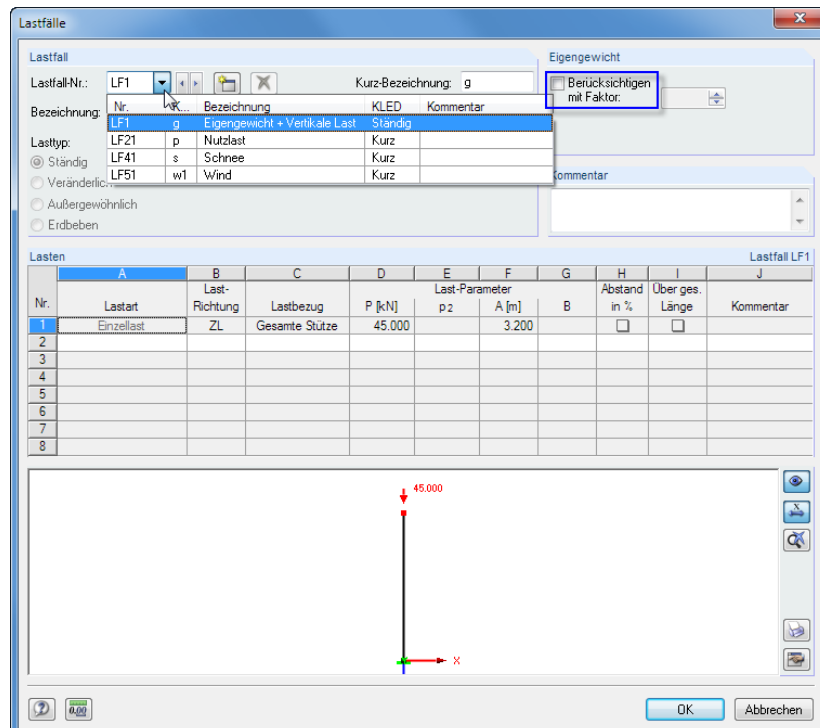 Lastfälle
Lastfall
Eigengewicht
Lastfall-Nr.: LF1 Kurz-Bezeichnung: g
Berücksichtigen
mit Faktor:
Bezeichnung:
Nr. K... Bezeichnung KLED Kommentar
LF1 g Eigengewicht + Vertikale Last Ständig
LF21 p Nutzlast Kurz
LF41 s Schnee Kurz
LF51 w1 Wind Kurz
Lasttyp:
Ständig
Veränderlic
Außergewöhnlich
Erdbeben
Kommentar
Lasten Lastfall LF1
A B C D E F G H I J
Last- Last-Parameter Abstand Über ges.
Nr. Lastart Richtung Lastbezug P [kN] p2 A [m] B in % Länge Kommentar
1 Einzellast ZL Gesamte Stütze 45.000 3.200
2
3
4
5
6
7
8
45.000
X
x
0.00
OK Abbrechen